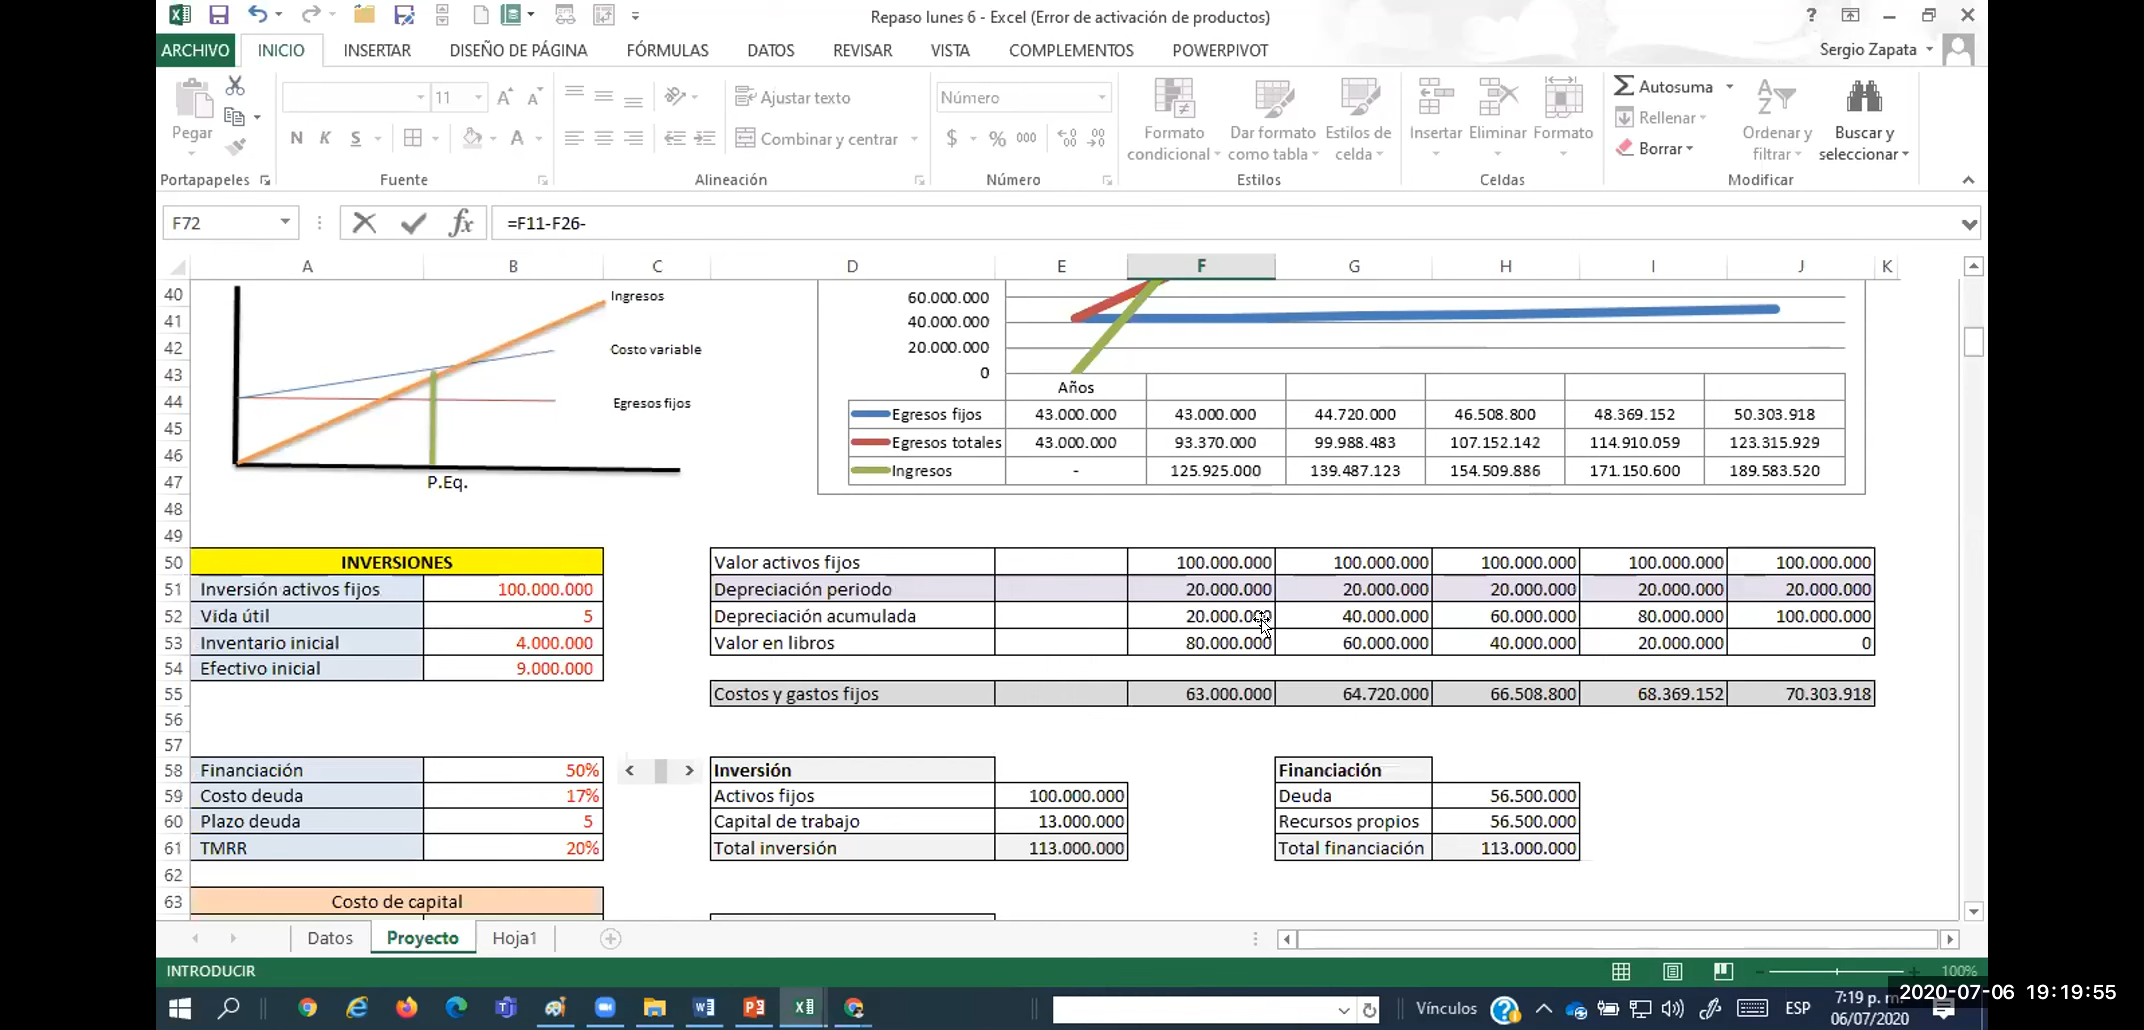 Repaso lunes 6 - Excel (Error de activación de productos)
ARCHIVO INICIO INSERTAR DISEÑO DE PÁGINA FÓRMULAS DATOS REVISAR VISTA COMPLEMENTOS POWERPIVOT Sergio Zapata
Pegar 11 Ajustar texto Número Formato condicional Dar formato como tabla Estilos de celda Insertar Eliminar Formato Autosuma
N K S Combinar y centrar $ % 000 Rellenar Ordenar y filtrar Buscar y seleccionar
Borrar
Portapapeles Fuente Alineación Número Estilos Celdas Modificar
F72 fx =F11-F26-
A B C D E F G H I J K
40 Ingresos 60.000.000
41 40.000.000
42 Costo variable 20.000.000
43 0 Años
44 Egresos fijos Egresos fijos 43.000.000 43.000.000 44.720.000 46.508.800 48.369.152 50.303.918
45 Egresos totales 43.000.000 93.370.000 99.988.483 107.152.142 114.910.059 123.315.929
46 Ingresos - 125.925.000 139.487.123 154.509.886 171.150.600 189.583.520
47 P.Eq.
48
49
50 INVERSIONES Valor activos fijos 100.000.000 100.000.000 100.000.000 100.000.000 100.000.000
51 Inversión activos fijos 100.000.000 Depreciación periodo 20.000.000 20.000.000 20.000.000 20.000.000 20.000.000
52 Vida útil 5 Depreciación acumulada 20.000.000 40.000.000 60.000.000 80.000.000 100.000.000
53 Inventario inicial 4.000.000 Valor en libros 80.000.000 60.000.000 40.000.000 20.000.000 0
54 Efectivo inicial 9.000.000
55 Costos y gastos fijos 63.000.000 64.720.000 66.508.800 68.369.152 70.303.918
56
57
58 Financiación 50% Inversión Financiación
59 Costo deuda 17% Activos fijos 100.000.000 Deuda 56.500.000
60 Plazo deuda 5 Capital de trabajo 13.000.000 Recursos propios 56.500.000
61 TMRR 20% Total inversión 113.000.000 Total financiación 113.000.000
62
63 Costo de capital
Datos Proyecto Hoja1
INTRODUCIR 100%
Vínculos ESP 7:19 p. m.
06/07/2020
2020-07-06 19:19:55